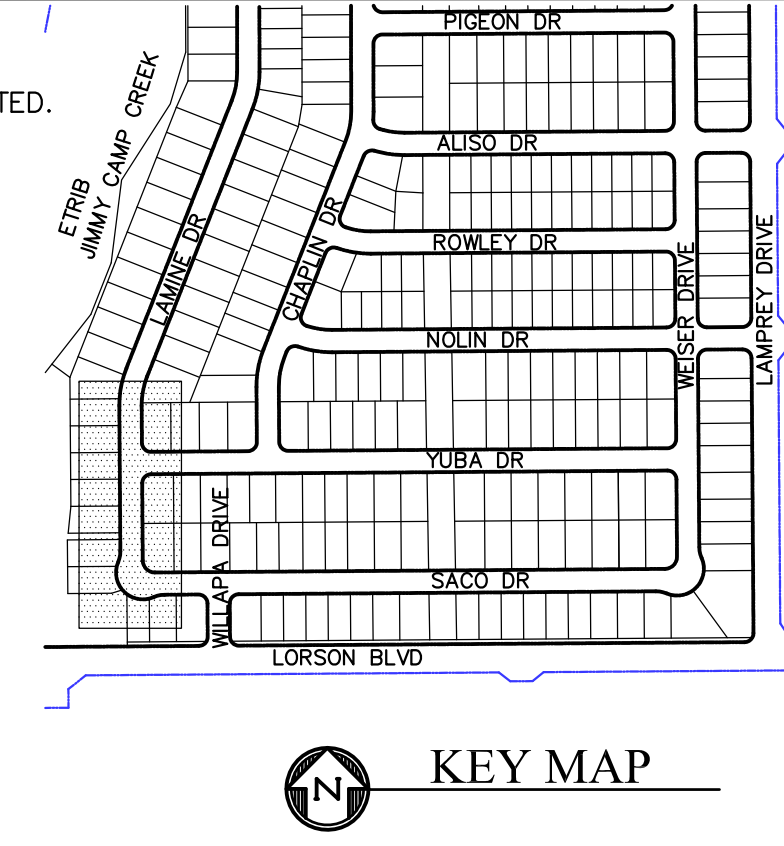 PIGEON DR
TED.
ETRIB
JIMMY CAMP CREEK
ALISO DR
LAMINE DR
CHAPLIN DR
ROWLEY DR
WEISER DRIVE
LAMPREY DRIVE
NOLIN DR
YUBA DR
WILLAPA DRIVE
SACO DR
LORSON BLVD
N
KEY MAP